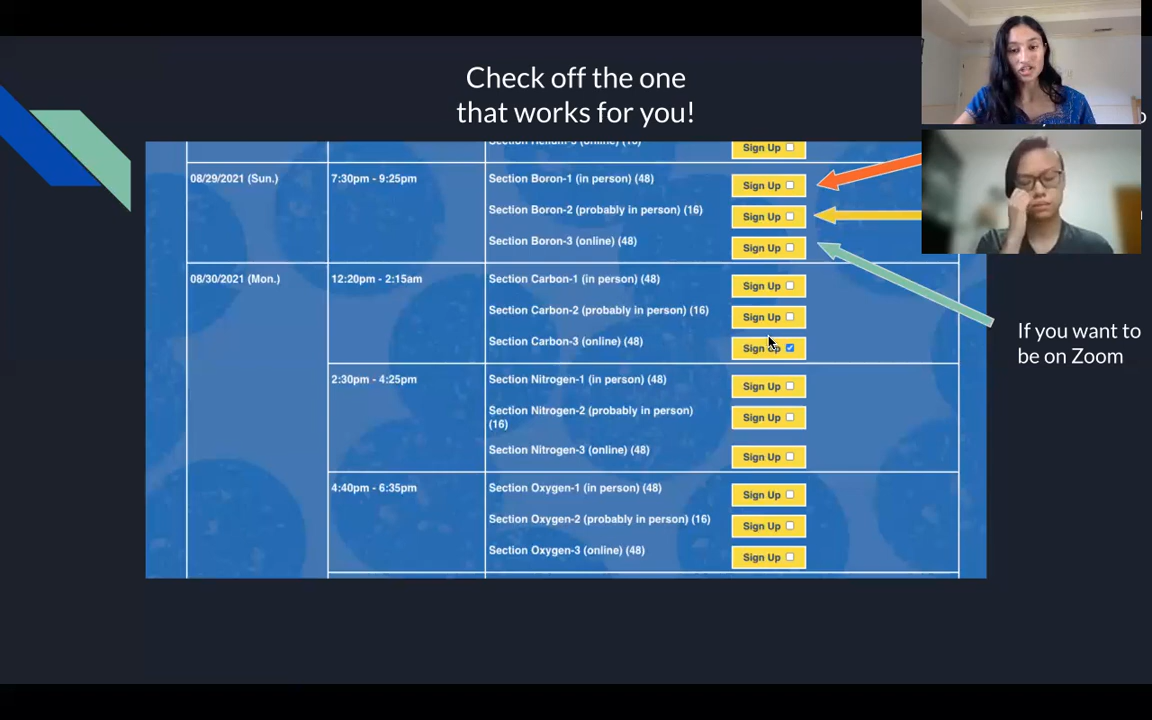 Check off the one
that works for you!
Section Helium-3 (online) (16)
Sign Up
08/29/2021 (Sun.)
7:30pm - 9:25pm
Section Boron-1 (in person) (48)
Sign Up
Section Boron-2 (probably in person) (16)
Sign Up
Section Boron-3 (online) (48)
Sign Up
08/30/2021 (Mon.)
12:20pm - 2:15am
Section Carbon-1 (in person) (48)
Sign Up
Section Carbon-2 (probably in person) (16)
Sign Up
Section Carbon-3 (online) (48)
Sign Up
2:30pm - 4:25pm
Section Nitrogen-1 (in person) (48)
Sign Up
Section Nitrogen-2 (probably in person)
(16)
Sign Up
Section Nitrogen-3 (online) (48)
Sign Up
4:40pm - 6:35pm
Section Oxygen-1 (in person) (48)
Sign Up
Section Oxygen-2 (probably in person) (16)
Sign Up
Section Oxygen-3 (online) (48)
Sign Up
If you want to
be on Zoom